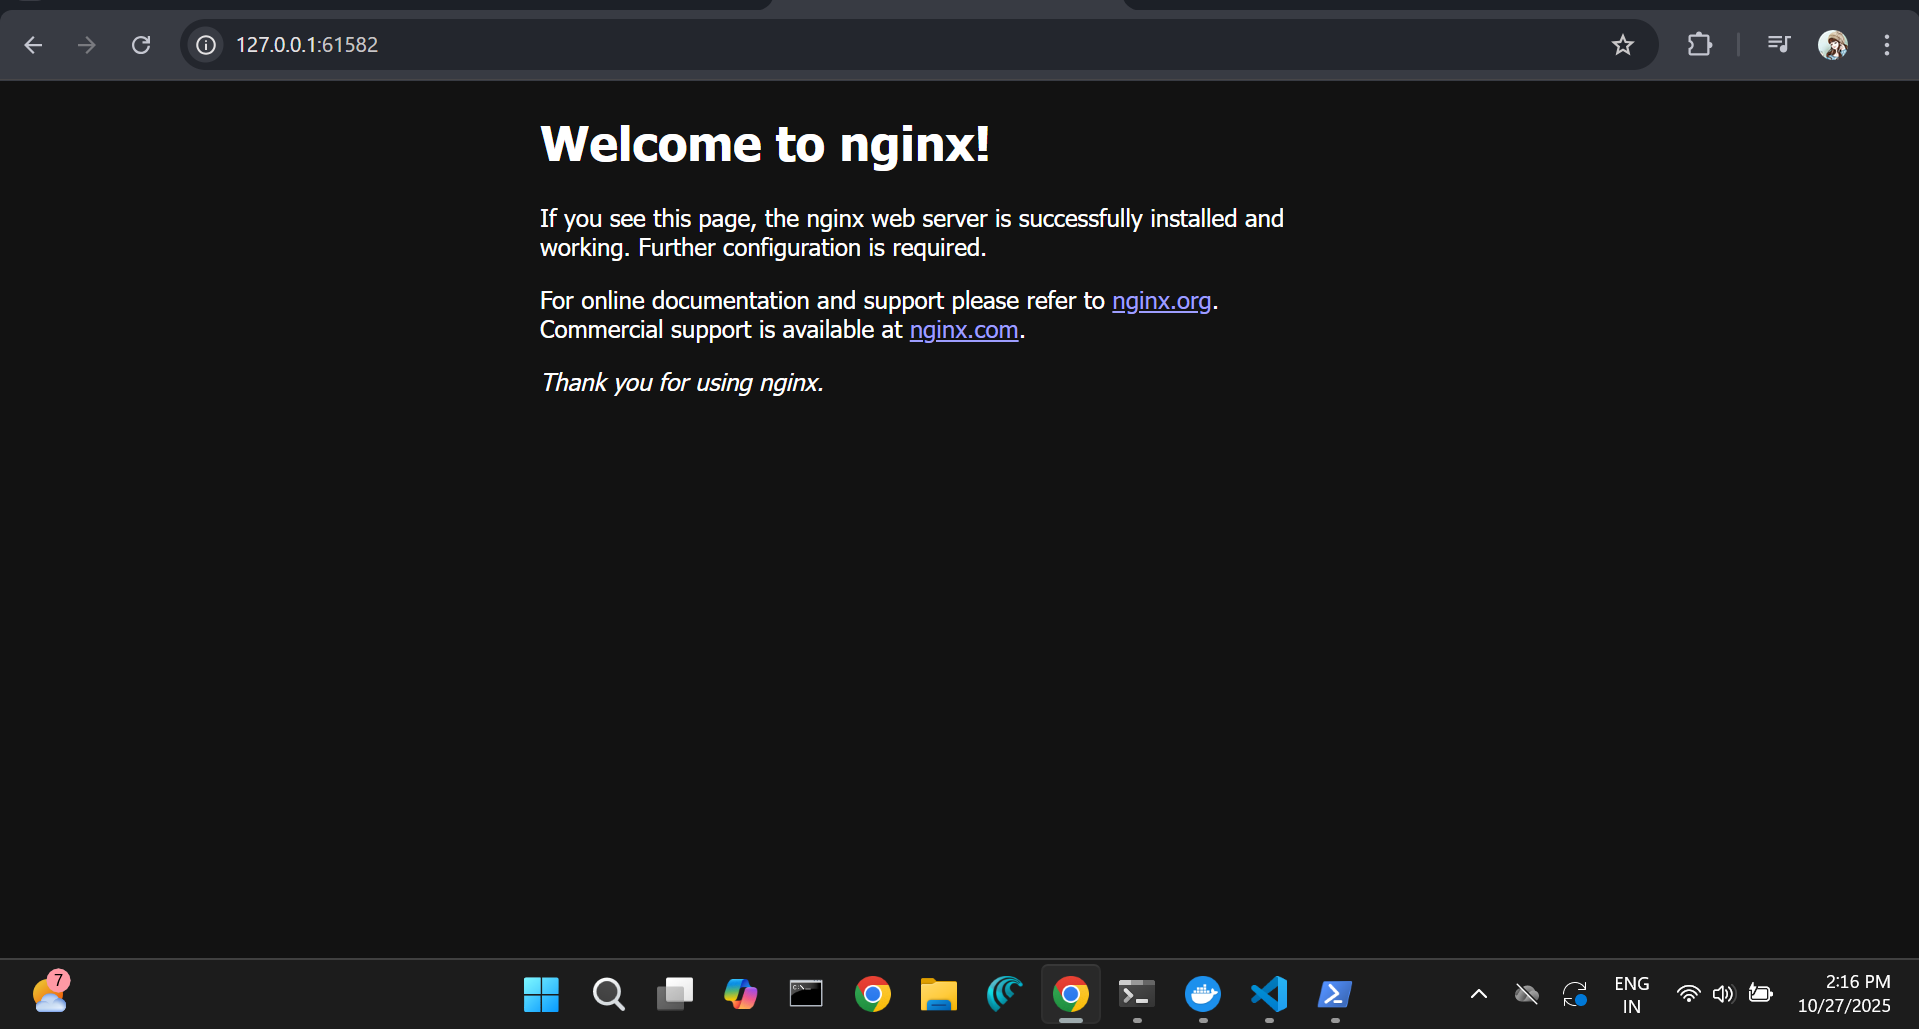 127.0.0.1:61582
Welcome to nginx!
If you see this page, the nginx web server is successfully installed and
working. Further configuration is required.
For online documentation and support please refer to nginx.org.
Commercial support is available at nginx.com.
Thank you for using nginx.
7
ENG
IN
2:16 PM
10/27/2025